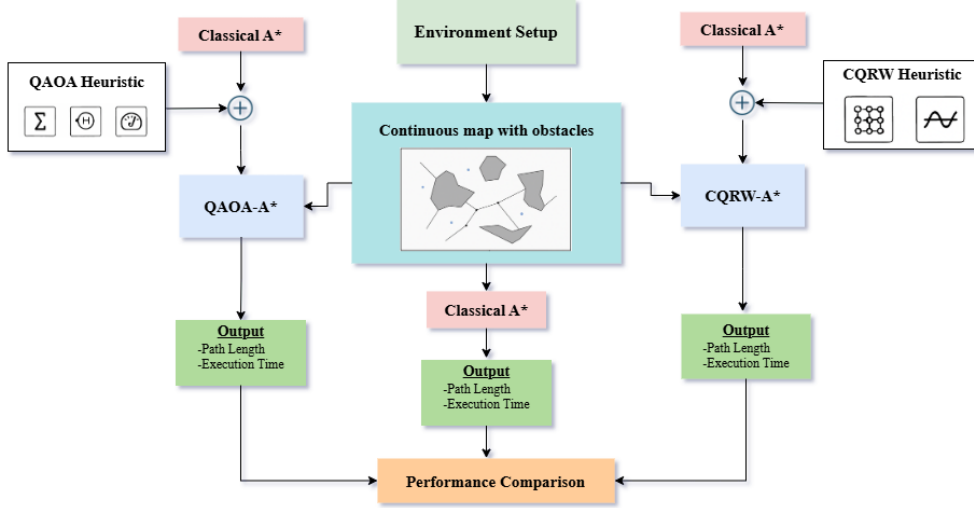 Classical A*
Environment Setup
Classical A*
QAOA Heuristic
Σ
H
CQRW Heuristic
Continuous map with obstacles
QAOA-A*
CQRW-A*
Classical A*
Output
-Path Length
-Execution Time
Output
-Path Length
-Execution Time
Output
-Path Length
-Execution Time
Performance Comparison